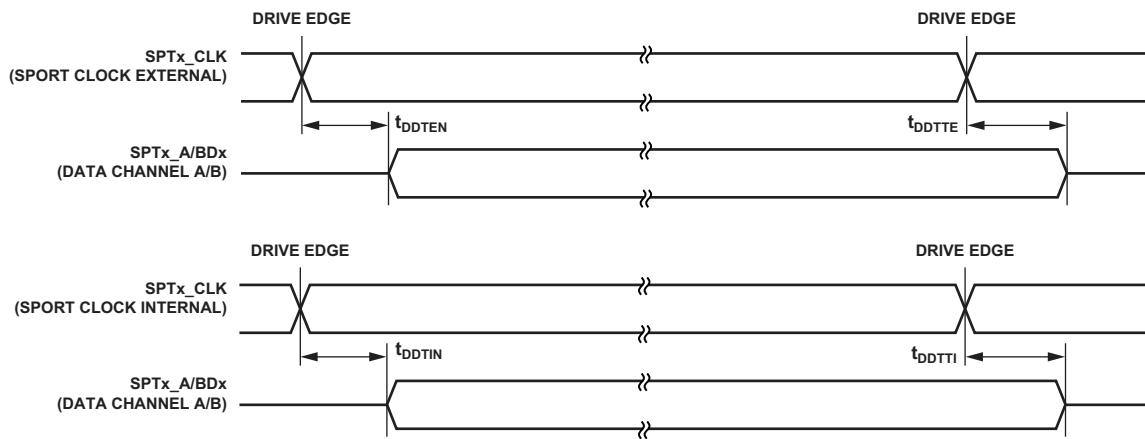 DRIVE EDGE DRIVE EDGE
SPTx_CLK
(SPORT CLOCK EXTERNAL)
tDDTEN tDDTTE
SPTx_A/BDx
(DATA CHANNEL A/B)
DRIVE EDGE DRIVE EDGE
SPTx_CLK
(SPORT CLOCK INTERNAL)
tDDTIN tDDTTI
SPTx_A/BDx
(DATA CHANNEL A/B)